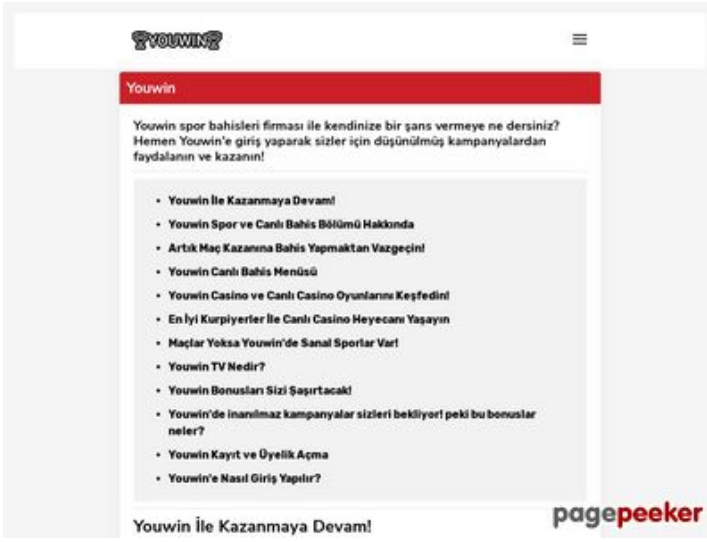 YOUWIN
Youwin
Youwin spor bahisleri firması ile kendinize bir şans vermeye ne dersiniz?
Hemen Youwin'e giriş yaparak sizler için düşünülmüş kampanyalardan
faydalanın ve kazanın!
• Youwin İle Kazanmaya Devam!
• Youwin Spor ve Canlı Bahis Bölümü Hakkında
• Artık Maç Kazanına Bahis Yapmaktan Vazgeçin!
• Youwin Canlı Bahis Menüsü
• Youwin Casino ve Canlı Casino Oyunlarını Keşfedin!
• En İyi Kurpiyerler İle Canlı Casino Heyecanı Yaşayın
• Maçlar Yoksa Youwin'de Sanal Sporlar Var!
• Youwin TV Nedir?
• Youwin Bonusları Sizi Şaşırtacak!
• Youwin'de inanılmaz kampanyalar sizleri bekliyor! peki bu bonuslar
neler?
• Youwin Kayıt ve Üyelik Açma
• Youwin'e Nasıl Giriş Yapılır?
Youwin İle Kazanmaya Devam!
pagepeeker